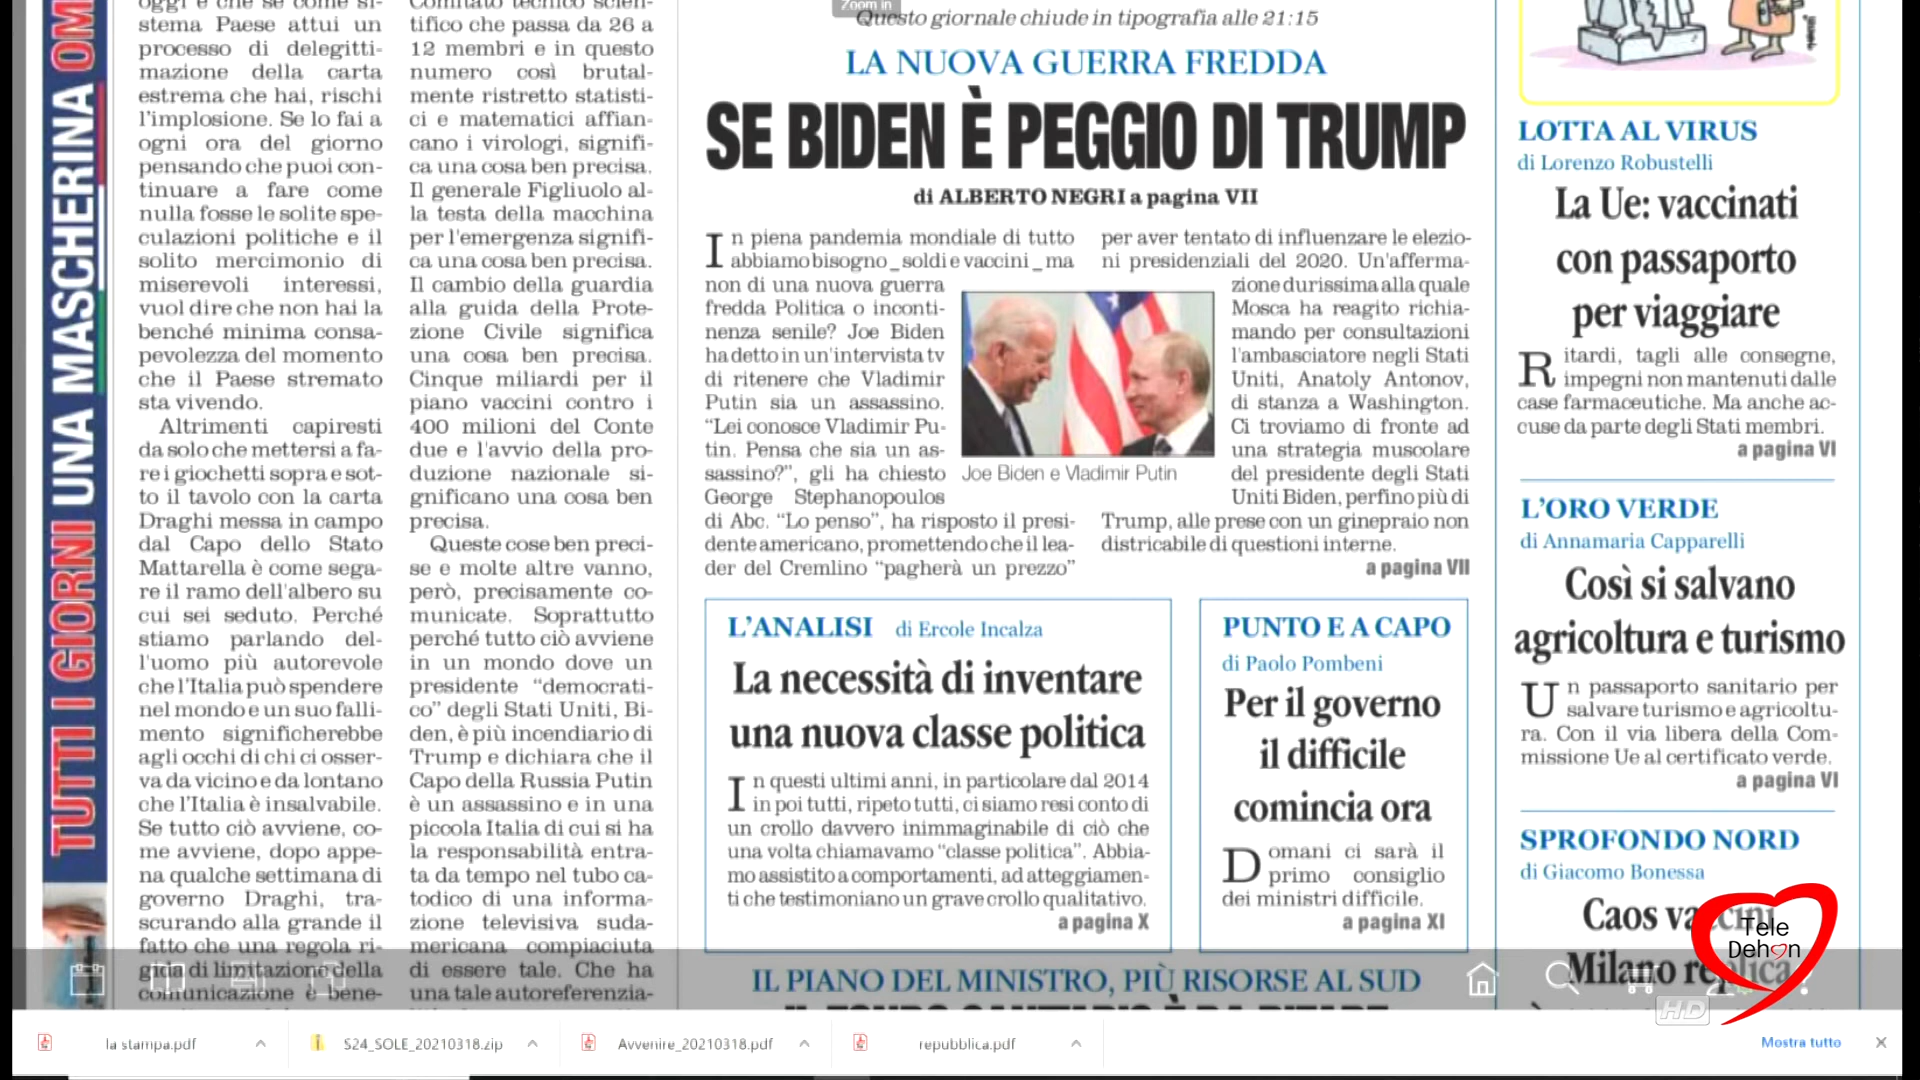 TUTTI I GIORNI UNA MASCHERINA OM
stema Paese attui un
processo di delegitti-
mazione della carta
estrema che hai, rischi
l'implosione. Se lo fai a
ogni ora del giorno
pensando che puoi con-
tinuare a fare come
nulla fosse le solite spe-
culazioni politiche e il
solito mercimonio di
miserevoli interessi,
vuol dire che non hai la
benché minima consa-
pevolezza del momento
che il Paese stremato
sta vivendo.
Altrimenti capiresti
da solo che mettersi a fa-
re i giochetti sopra e sot-
to il tavolo con la carta
Draghi messa in campo
dal Capo dello Stato
Mattarella è come sega-
re il ramo dell'albero su
cui sei seduto. Perché
stiamo parlando del-
l'uomo più autorevole
che l'Italia può spendere
nel mondo e un suo falli-
mento significherebbe
agli occhi di chi ci osser-
va da vicino e da lontano
che l'Italia è insalvabile.
Se tutto ciò avviene, co-
me avviene, dopo appe-
na qualche settimana di
governo Draghi, tra-
scurando alla grande il
fatto che una regola ri-
gida di limitazione della
comunicazione è bene-
Comitato tecnico scien-
tifico che passa da 26 a
12 membri e in questo
numero così brutal-
mente ristretto statisti-
ci e matematici affian-
cano i virologi, signifi-
ca una cosa ben precisa.
Il generale Figliuolo al-
la testa della macchina
per l'emergenza signifi-
ca una cosa ben precisa.
Il cambio della guardia
alla guida della Prote-
zione Civile significa
una cosa ben precisa.
Cinque miliardi per il
piano vaccini contro i
400 milioni del Conte
due e l'avvio della pro-
duzione nazionale si-
gnificano una cosa ben
precisa.
Queste cose ben preci-
se e molte altre vanno,
però, precisamente co-
municate. Soprattutto
perché tutto ciò avviene
in un mondo dove un
presidente “democrati-
co” degli Stati Uniti, Bi-
den, è più incendiario di
Trump e dichiara che il
Capo della Russia Putin
è un assassino e in una
piccola Italia di cui si ha
la responsabilità entra-
ta da tempo nel tubo ca-
todico di una informa-
zione televisiva suda-
mericana compiaciuta
di essere tale. Che ha
una tale autoreferenzia-
Zoom in
Questo giornale chiude in tipografia alle 21:15
LA NUOVA GUERRA FREDDA
SE BIDEN È PEGGIO DI TRUMP
di ALBERTO NEGRI a pagina VII
In piena pandemia mondiale di tutto
abbiamo bisogno _ soldi e vaccini _ ma
non di una nuova guerra
fredda Politica o inconti-
nenza senile? Joe Biden
ha detto in un'intervista tv
di ritenere che Vladimir
Putin sia un assassino.
“Lei conosce Vladimir Pu-
tin. Pensa che sia un as-
sassino?”, gli ha chiesto
George Stephanopoulos
di Abc. “Lo penso”, ha risposto il presi-
dente americano, promettendo che il lea-
der del Cremlino “pagherà un prezzo”
Joe Biden e Vladimir Putin
per aver tentato di influenzare le elezio-
ni presidenziali del 2020. Un'afferma-
zione durissima alla quale
Mosca ha reagito richia-
mando per consultazioni
l'ambasciatore negli Stati
Uniti, Anatoly Antonov,
di stanza a Washington.
Ci troviamo di fronte ad
una strategia muscolare
del presidente degli Stati
Uniti Biden, perfino più di
Trump, alle prese con un ginepraio non
districabile di questioni interne.
a pagina VII
L'ANALISI di Ercole Incalza
La necessità di inventare
una nuova classe politica
In questi ultimi anni, in particolare dal 2014
in poi tutti, ripeto tutti, ci siamo resi conto di
un crollo davvero inimmaginabile di ciò che
una volta chiamavamo “classe politica”. Abbia-
mo assistito a comportamenti, ad atteggiamen-
ti che testimoniano un grave crollo qualitativo.
a pagina X
PUNTO E A CAPO
di Paolo Pombeni
Per il governo
il difficile
comincia ora
Domani ci sarà il
primo consiglio
dei ministri difficile.
a pagina XI
IL PIANO DEL MINISTRO, PIÙ RISORSE AL SUD
LOTTA AL VIRUS
di Lorenzo Robustelli
La Ue: vaccinati
con passaporto
per viaggiare
Ritardi, tagli alle consegne,
impegni non mantenuti dalle
case farmaceutiche. Ma anche ac-
cuse da parte degli Stati membri.
a pagina VI
L'ORO VERDE
di Annamaria Capparelli
Così si salvano
agricoltura e turismo
Un passaporto sanitario per
salvare turismo e agricoltu-
ra. Con il via libera della Com-
missione Ue al certificato verde.
a pagina VI
SPROFONDO NORD
di Giacomo Bonessa
Caos vaccini
Milano replica
Tele
Dehon
HD
la stampa.pdf
S24_SOLE_20210318.zip
Avvenire_20210318.pdf
repubblica.pdf
Mostra tutto